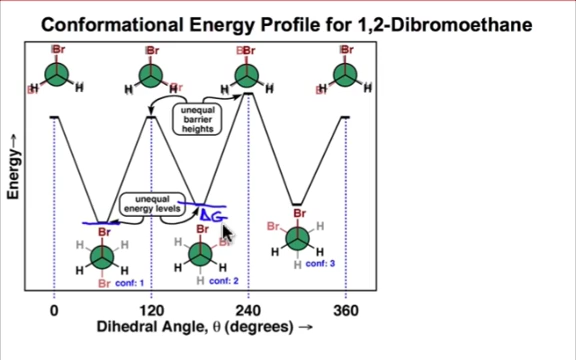 Conformational Energy Profile for 1,2-Dibromoethane
Br
Br
BBr
Br
H
Br
H
H
H
Br
H
H
Br
H
unequal
barrier
heights
Energy→
unequal
energy levels
ΔG
Br
H
H
H
H
Br conf: 1
Br
H
Br
H
H
H conf: 2
Br
Br
H
H
H
H conf: 3
0
120
240
360
Dihedral Angle, θ (degrees) →